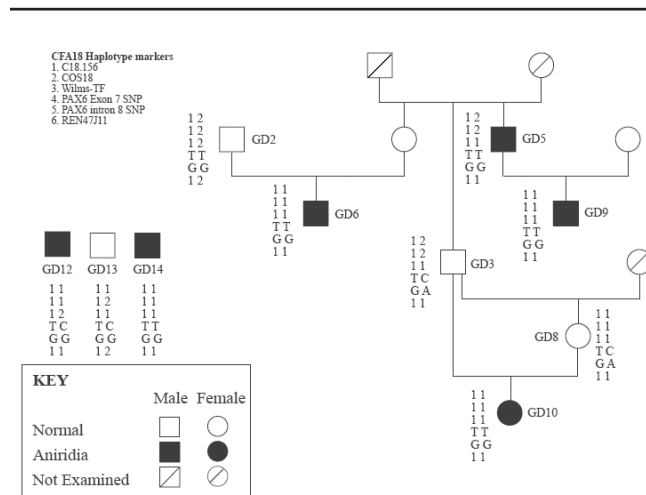 CFA18 Haplotype markers
1. C18.156
2. COS18
3. Wilms-TF
4. PAX6 Exon 7 SNP
5. PAX6 intron 8 SNP
6. REN47J11
1 2
1 2
1 2
T T
G G
1 2
GD2
1 2
1 2
1 1
T T
G G
1 1
GD5
1 1
1 1
1 1
T T
G G
1 1
GD6
1 1
1 1
1 1
T T
G G
1 1
GD9
GD12
GD13
GD14
1 1
1 1
1 2
T C
G G
1 1
1 1
1 2
1 1
T C
G G
1 2
1 1
1 1
1 1
T T
G G
1 1
1 2
1 2
1 1
T C
G A
1 1
GD3
GD8
1 1
1 1
1 1
T C
G A
1 1
1 1
1 1
1 1
T T
G G
1 1
GD10
KEY
Male Female
Normal
Aniridia
Not Examined